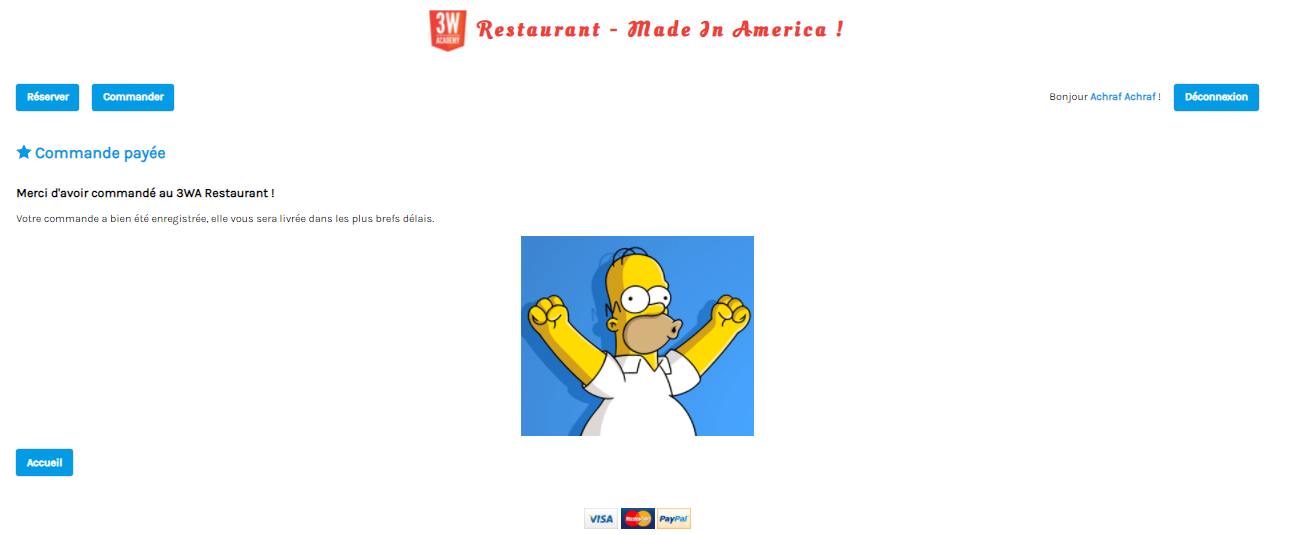 3W
ACADEMY
Restaurant - Made In America !
Réserver
Commander
Bonjour Achraf Achraf !
Déconnexion
Commande payée
Merci d'avoir commandé au 3WA Restaurant !
Votre commande a bien été enregistrée, elle vous sera livrée dans les plus brefs délais.
Accueil
VISA
MasterCard
PayPal